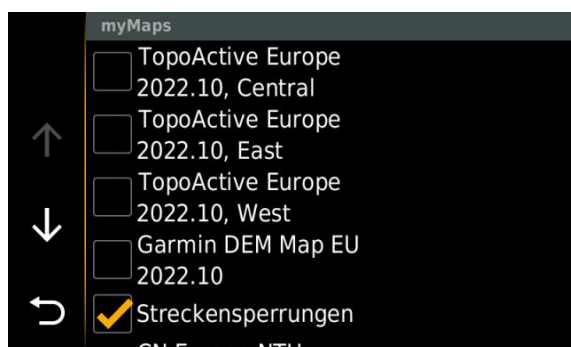 myMaps
TopoActive Europe
2022.10, Central
TopoActive Europe
2022.10, East
TopoActive Europe
2022.10, West
Garmin DEM Map EU
2022.10
Streckensperrungen